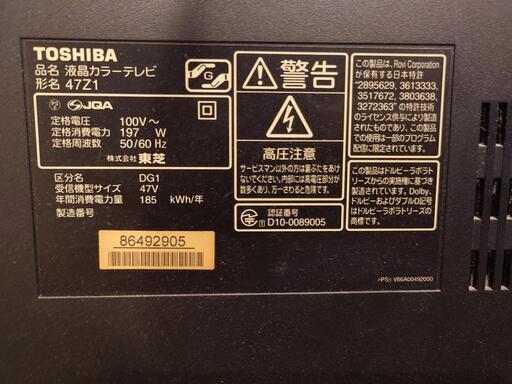 TOSHIBA
品名 液晶カラーテレビ
形名 47Z1
JQA
定格電圧 100V～
定格消費電力 197 W
定格周波数 50/60 Hz
株式会社 東芝
区分名 DG1
受信機型サイズ 47V
年間消費電力量 185 kWh/年
製造番号
86492905
G
警告
高圧注意
サービスマン以外の方は裏ぶたをあけ
ないでください。内部には高電圧部分が
数多くあり、万一さわると危険です。
認証番号
D10-0089005
この製品は、Rovi Corporation
が保有する日本特許
"2895629, 3613333,
3517672, 3803638,
3272363" の特許技術
のライセンス供与により製造
されたものであり、この製品で
の使用は一部のプログラム
配信に限定されています。
この製品はドルビーラボラト
リーズからの実施権に基づき
製造されています。Dolby、
ドルビーおよびダブルD記号は
ドルビーラボラトリーズの商
標です。
>PS≤ V66A00492000